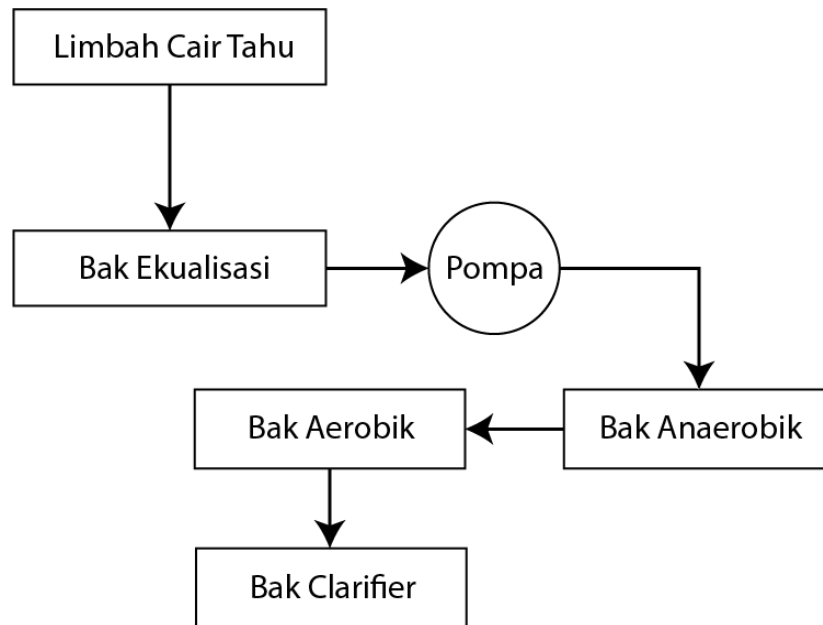 Limbah Cair Tahu
Bak Ekualisasi
Pompa
Bak Anaerobik
Bak Aerobik
Bak Clarifier